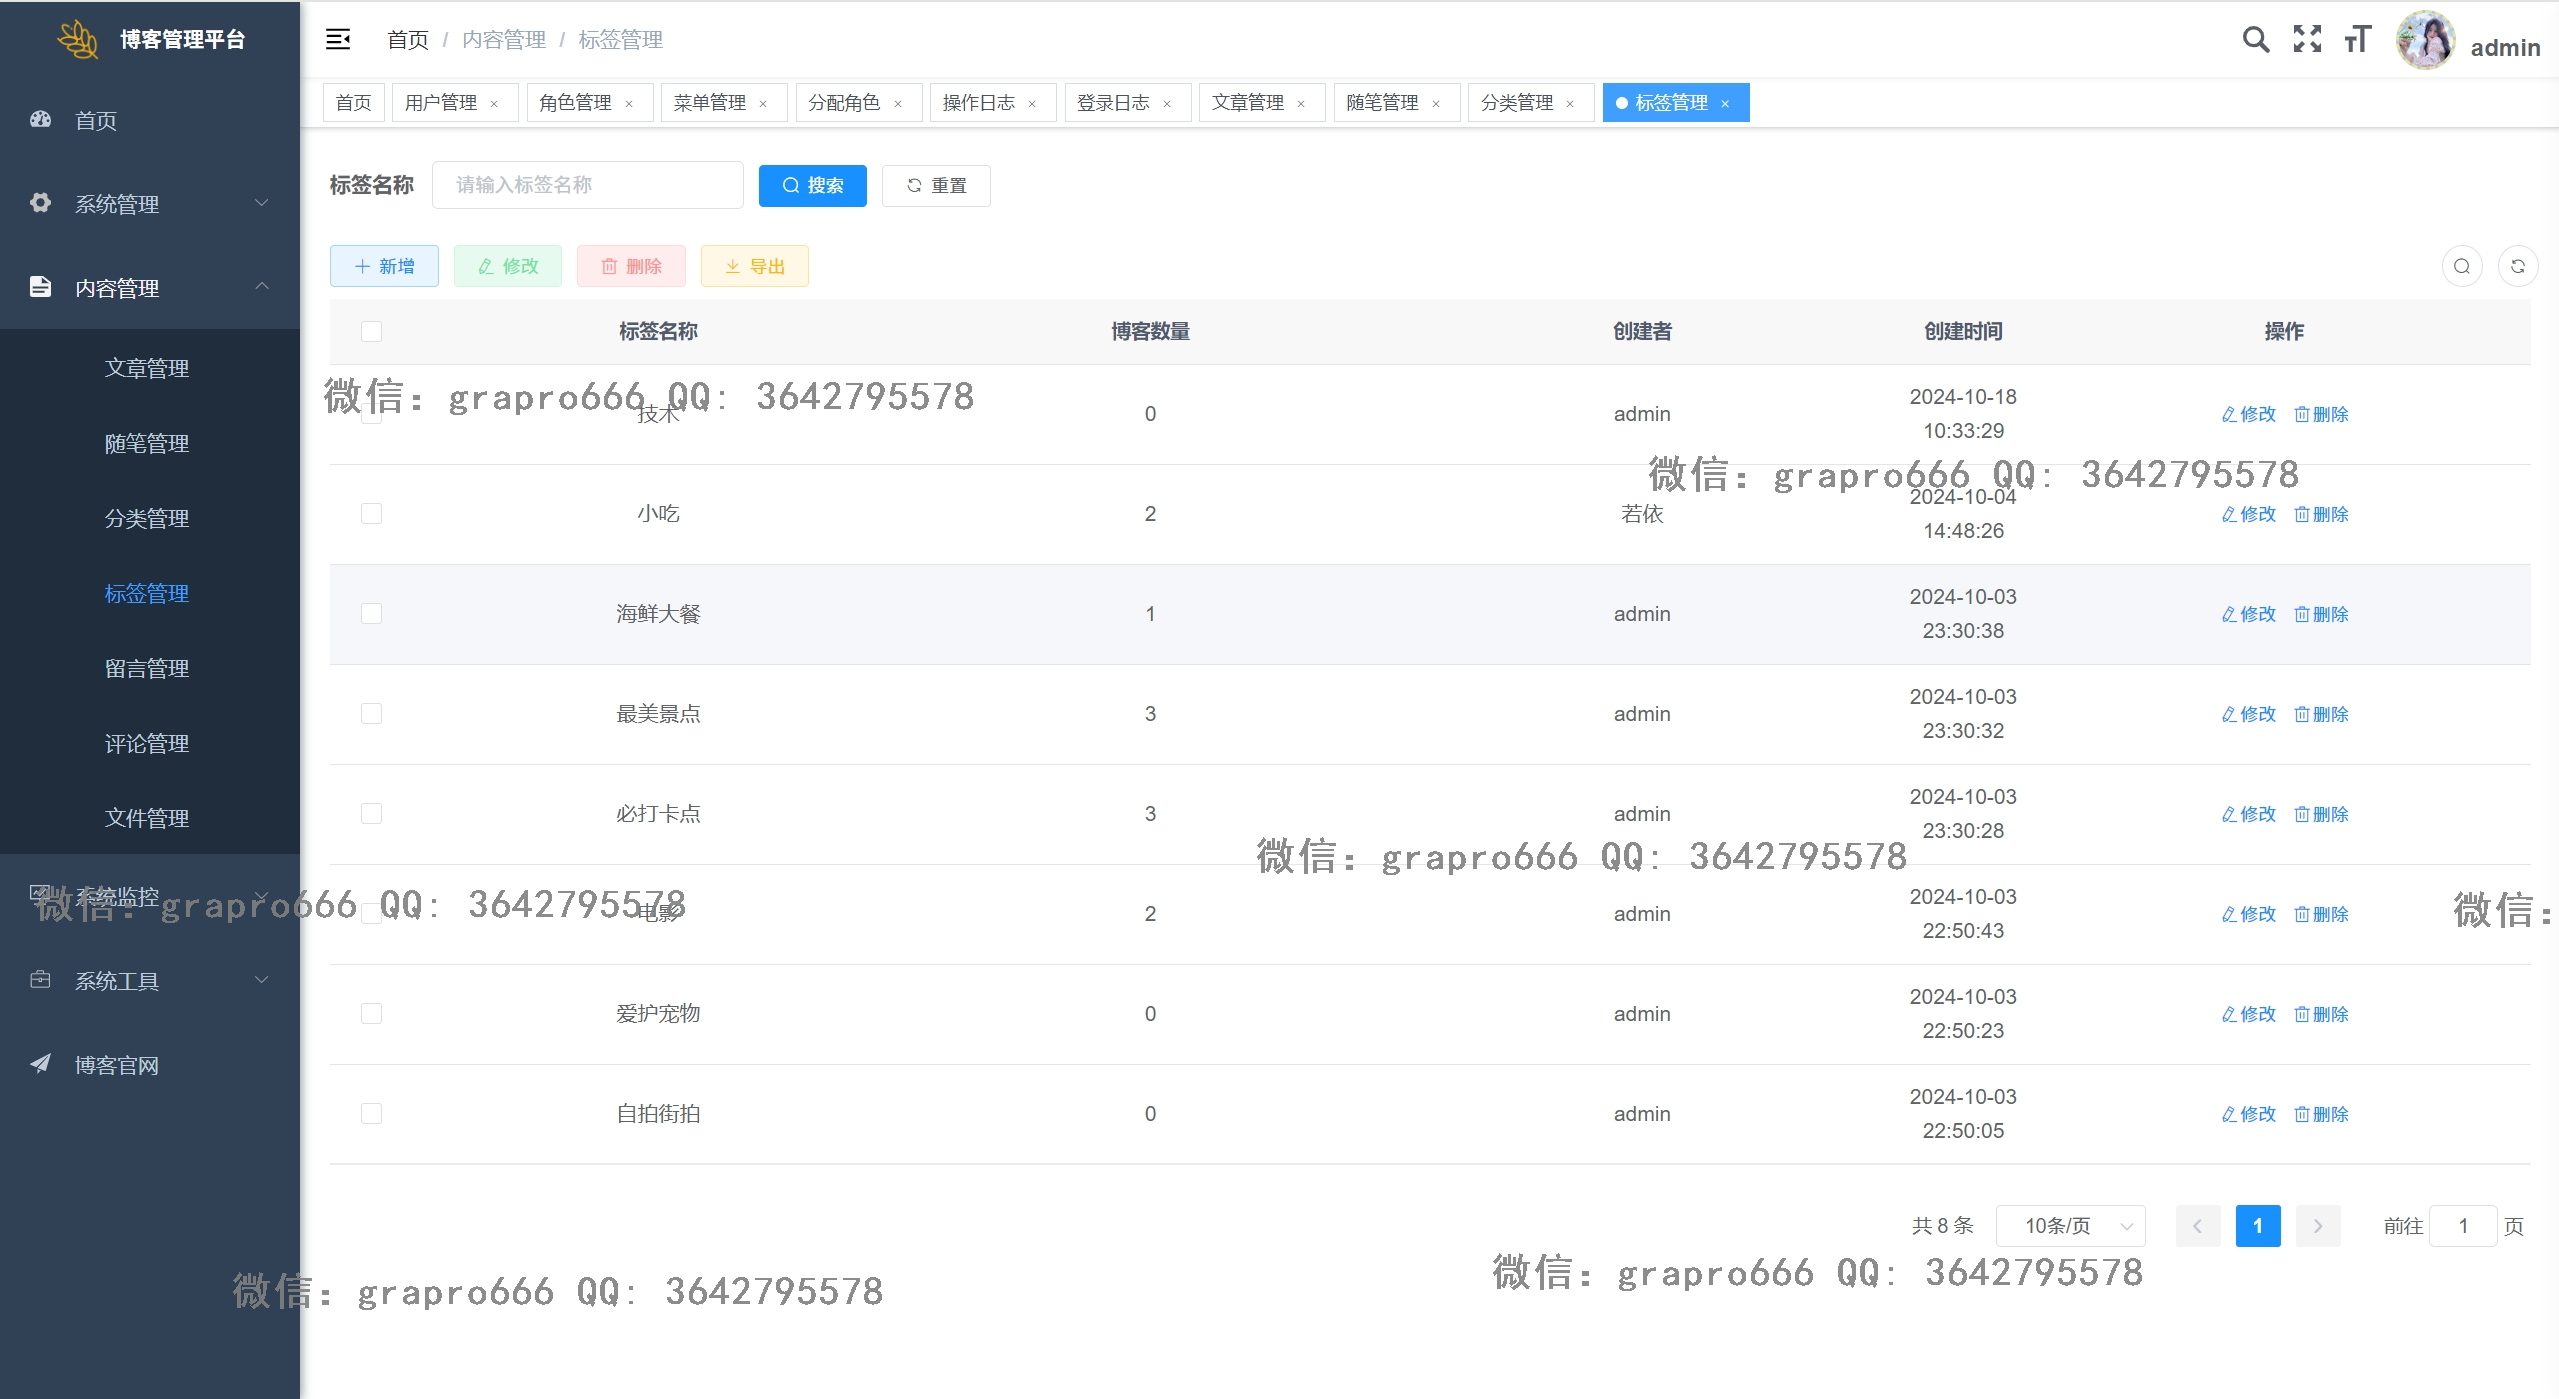 博客管理平台
首页 / 内容管理 / 标签管理
admin
首页
系统管理
内容管理
文章管理
随笔管理
分类管理
标签管理
留言管理
评论管理
文件管理
系统监控
系统工具
博客官网
首页 用户管理 × 角色管理 × 菜单管理 × 分配角色 × 操作日志 × 登录日志 × 文章管理 × 随笔管理 × 分类管理 × 标签管理 ×
标签名称 请输入标签名称 搜索 重置
新增 修改 删除 导出
标签名称 博客数量 创建者 创建时间 操作
技术 0 admin 2024-10-18 10:33:29 修改 删除
小吃 2 若依 2024-10-04 14:48:26 修改 删除
海鲜大餐 1 admin 2024-10-03 23:30:38 修改 删除
最美景点 3 admin 2024-10-03 23:30:32 修改 删除
必打卡点 3 admin 2024-10-03 23:30:28 修改 删除
电影 2 admin 2024-10-03 22:50:43 修改 删除
爱护宠物 0 admin 2024-10-03 22:50:23 修改 删除
自拍街拍 0 admin 2024-10-03 22:50:05 修改 删除
共 8 条 10条/页 1 前往 1 页
微信：grapro666 QQ: 3642795578
微信：grapro666 QQ: 3642795578
微信：grapro666 QQ: 3642795578
微信：grapro666 QQ: 3642795578
微信：
微信：grapro666 QQ: 3642795578
微信：grapro666 QQ: 3642795578